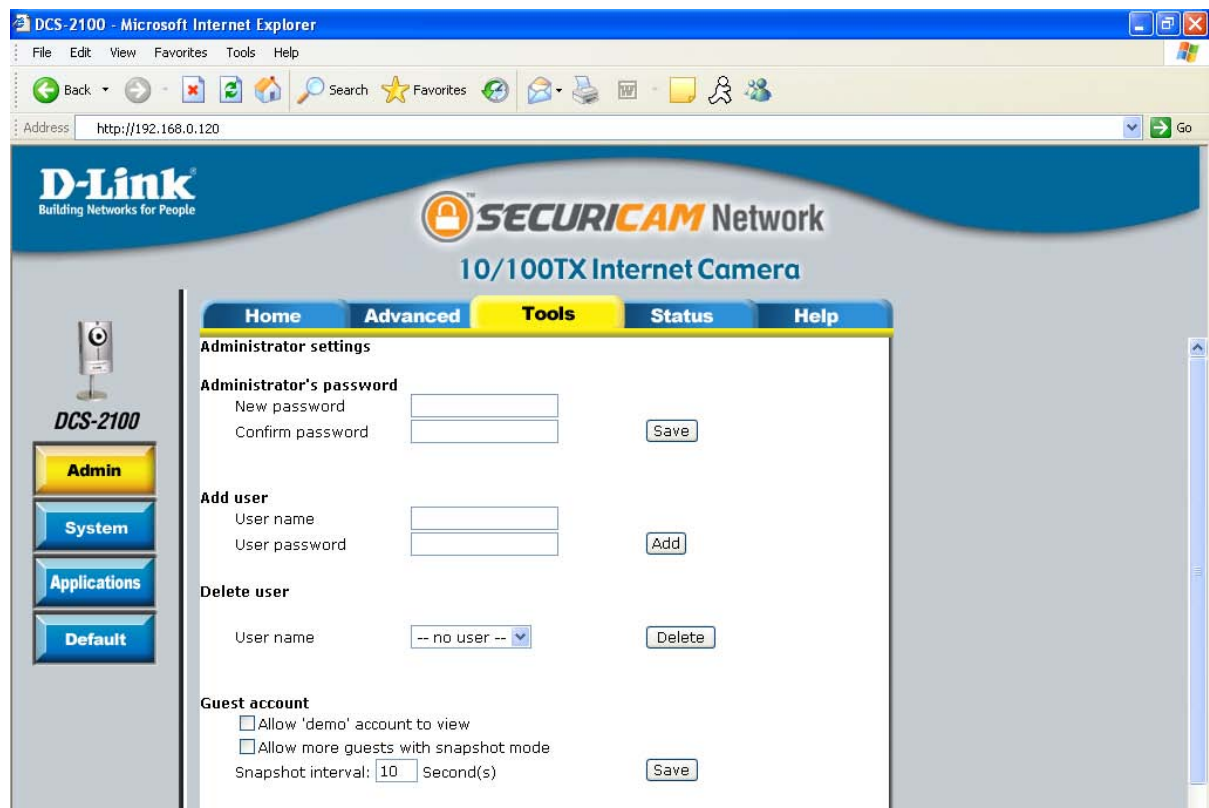 DCS-2100 - Microsoft Internet Explorer
File Edit View Favorites Tools Help
Back Search Favorites
Address http://192.168.0.120 Go
D-Link
Building Networks for People
SECURICAM Network
TM
10/100TX Internet Camera
Home Advanced Tools Status Help
DCS-2100
Admin
System
Applications
Default
Administrator settings
Administrator's password
New password
Confirm password Save
Add user
User name
User password Add
Delete user
User name -- no user -- Delete
Guest account
Allow 'demo' account to view
Allow more guests with snapshot mode
Snapshot interval: 10 Second(s) Save